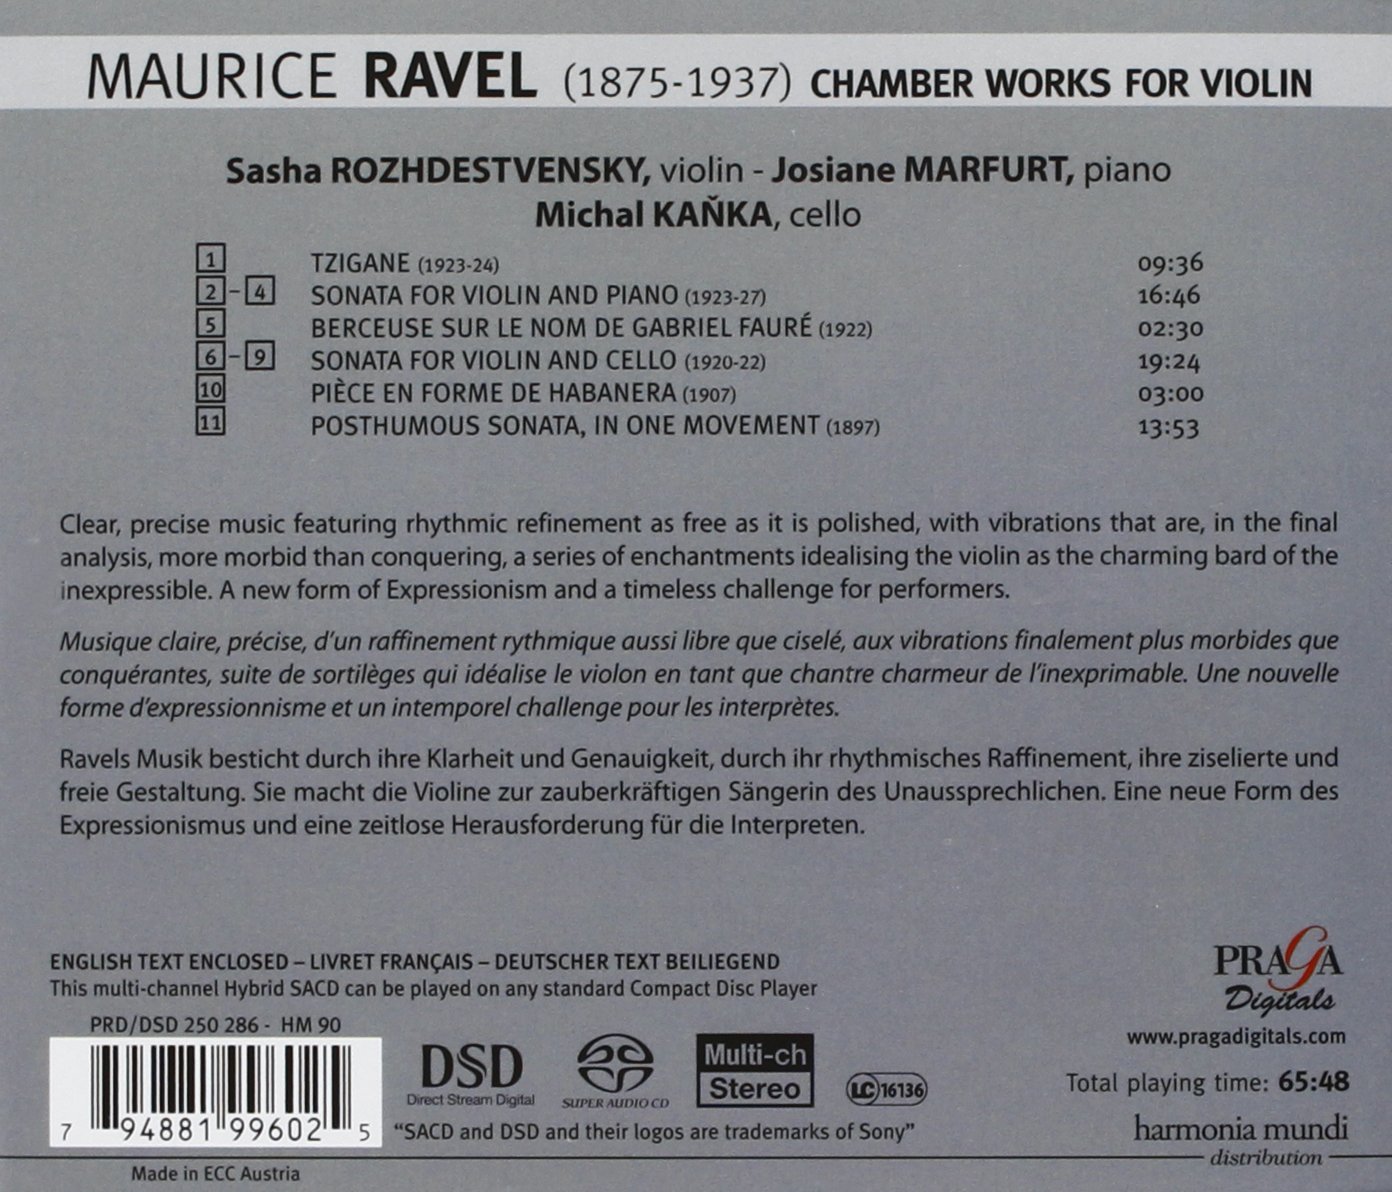 MAURICE RAVEL (1875-1937) CHAMBER WORKS FOR VIOLIN
Sasha ROZHDESTVENSKY, violin - Josiane MARFURT, piano
Michal KAŇKA, cello
1 TZIGANE (1923-24) 09:36
2 - 4 SONATA FOR VIOLIN AND PIANO (1923-27) 16:46
5 BERCEUSE SUR LE NOM DE GABRIEL FAURÉ (1922) 02:30
6 - 9 SONATA FOR VIOLIN AND CELLO (1920-22) 19:24
10 PIÈCE EN FORME DE HABANERA (1907) 03:00
11 POSTHUMOUS SONATA, IN ONE MOVEMENT (1897) 13:53
Clear, precise music featuring rhythmic refinement as free as it is polished, with vibrations that are, in the final
analysis, more morbid than conquering, a series of enchantments idealising the violin as the charming bard of the
inexpressible. A new form of Expressionism and a timeless challenge for performers.
Musique claire, précise, d'un raffinement rythmique aussi libre que ciselé, aux vibrations finalement plus morbides que
conquérantes, suite de sortilèges qui idéalise le violon en tant que chantre charmeur de l'inexprimable. Une nouvelle
forme d'expressionnisme et un intemporel challenge pour les interprètes.
Ravels Musik besticht durch ihre Klarheit und Genauigkeit, durch ihr rhythmisches Raffinement, ihre ziselierte und
freie Gestaltung. Sie macht die Violine zur zauberkräftigen Sängerin des Unaussprechlichen. Eine neue Form des
Expressionismus und eine zeitlose Herausforderung für die Interpreten.
ENGLISH TEXT ENCLOSED – LIVRET FRANÇAIS – DEUTSCHER TEXT BEILIEGEND
This multi-channel Hybrid SACD can be played on any standard Compact Disc Player
PRD/DSD 250 286 - HM 90
7 94881 99602 5
DSD
Direct Stream Digital
SUPER AUDIO CD
Multi-ch
Stereo
LC 16136
"SACD and DSD and their logos are trademarks of Sony"
Made in ECC Austria
PRAGA
Digitals
www.pragadigitals.com
Total playing time: 65:48
harmonia mundi
distribution